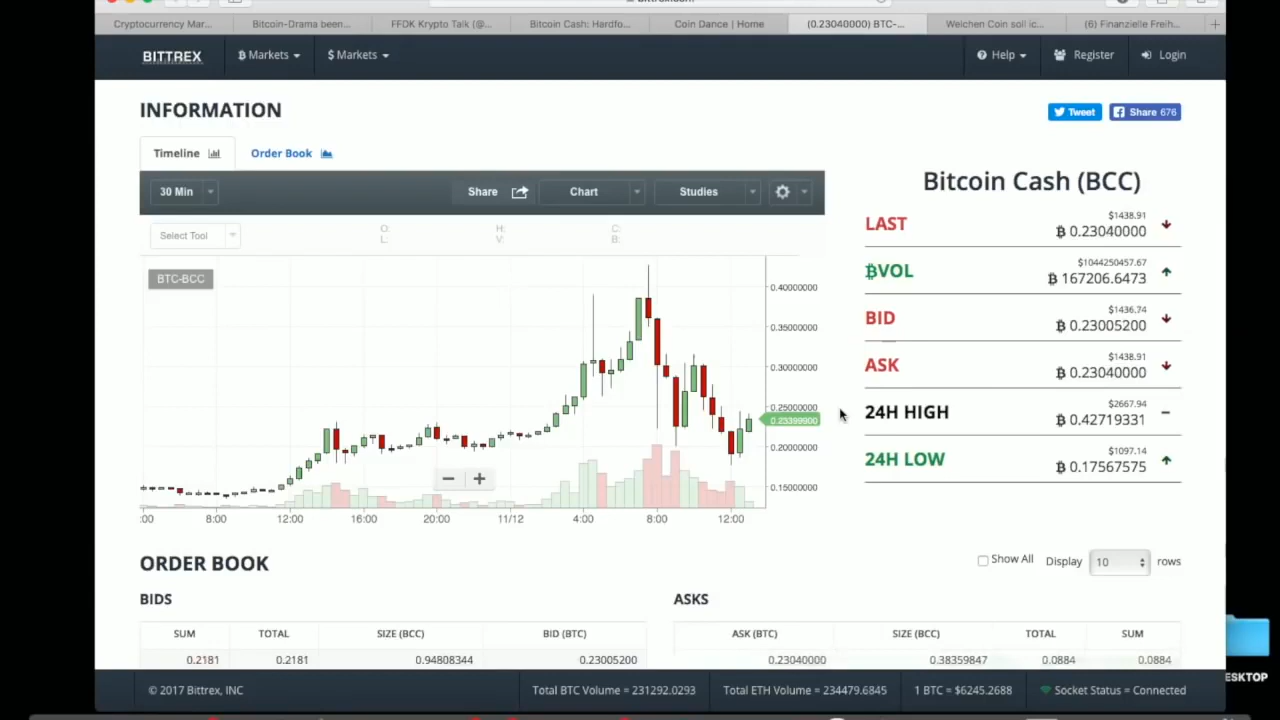 Bittrex.com
Cryptocurrency Mar... Bitcoin-Drama been... FFDK Krypto Talk (@... Bitcoin Cash: Hardfo... Coin Dance | Home (0.23040000) BTC-... Welchen Coin soll ic... (6) Finanzielle Freih...
BITTREX ₿ Markets $ Markets Help Register Login
INFORMATION
Tweet Share 676
Timeline Order Book
30 Min Share Chart Studies
Select Tool O: H: C:
L: V: B:
BTC-BCC
0.40000000
0.35000000
0.30000000
0.25000000
0.23399900
0.20000000
0.15000000
:00 8:00 12:00 16:00 20:00 11/12 4:00 8:00 12:00
Bitcoin Cash (BCC)
$1438.91
LAST ₿ 0.23040000
$1044250457.67
₿VOL ₿ 167206.6473
$1436.74
BID ₿ 0.23005200
$1438.91
ASK ₿ 0.23040000
$2667.94
24H HIGH ₿ 0.42719331
$1097.14
24H LOW ₿ 0.17567575
ORDER BOOK
Show All Display 10 rows
BIDS
SUM TOTAL SIZE (BCC) BID (BTC)
0.2181 0.2181 0.94808344 0.23005200
ASKS
ASK (BTC) SIZE (BCC) TOTAL SUM
0.23040000 0.38359847 0.0884 0.0884
© 2017 Bittrex, INC Total BTC Volume = 231292.0293 Total ETH Volume = 234479.6845 1 BTC = $6245.2688 Socket Status = Connected
ESKTOP